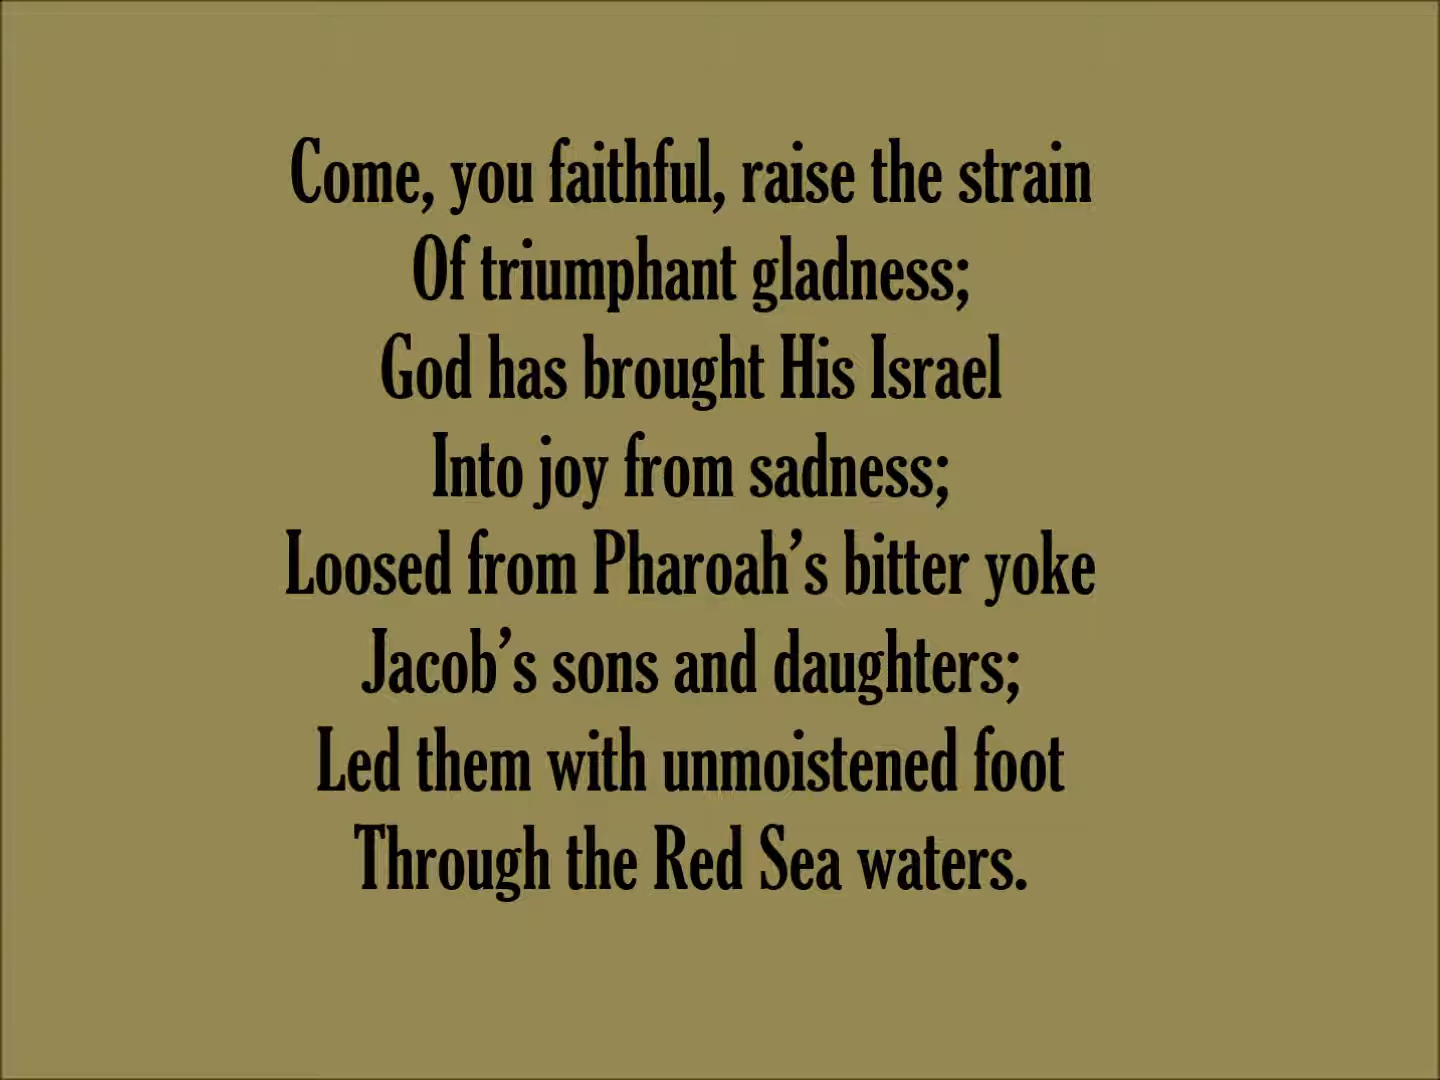 Come, you faithful, raise the strain
Of triumphant gladness;
God has brought His Israel
Into joy from sadness;
Loosed from Pharoah’s bitter yoke
Jacob’s sons and daughters;
Led them with unmoistened foot
Through the Red Sea waters.